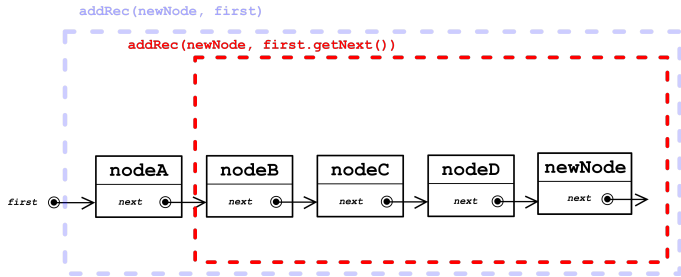 addRec(newNode, first)
addRec(newNode, first.getNext())
nodeA
nodeB
nodeC
nodeD
newNode
first
next
next
next
next
next